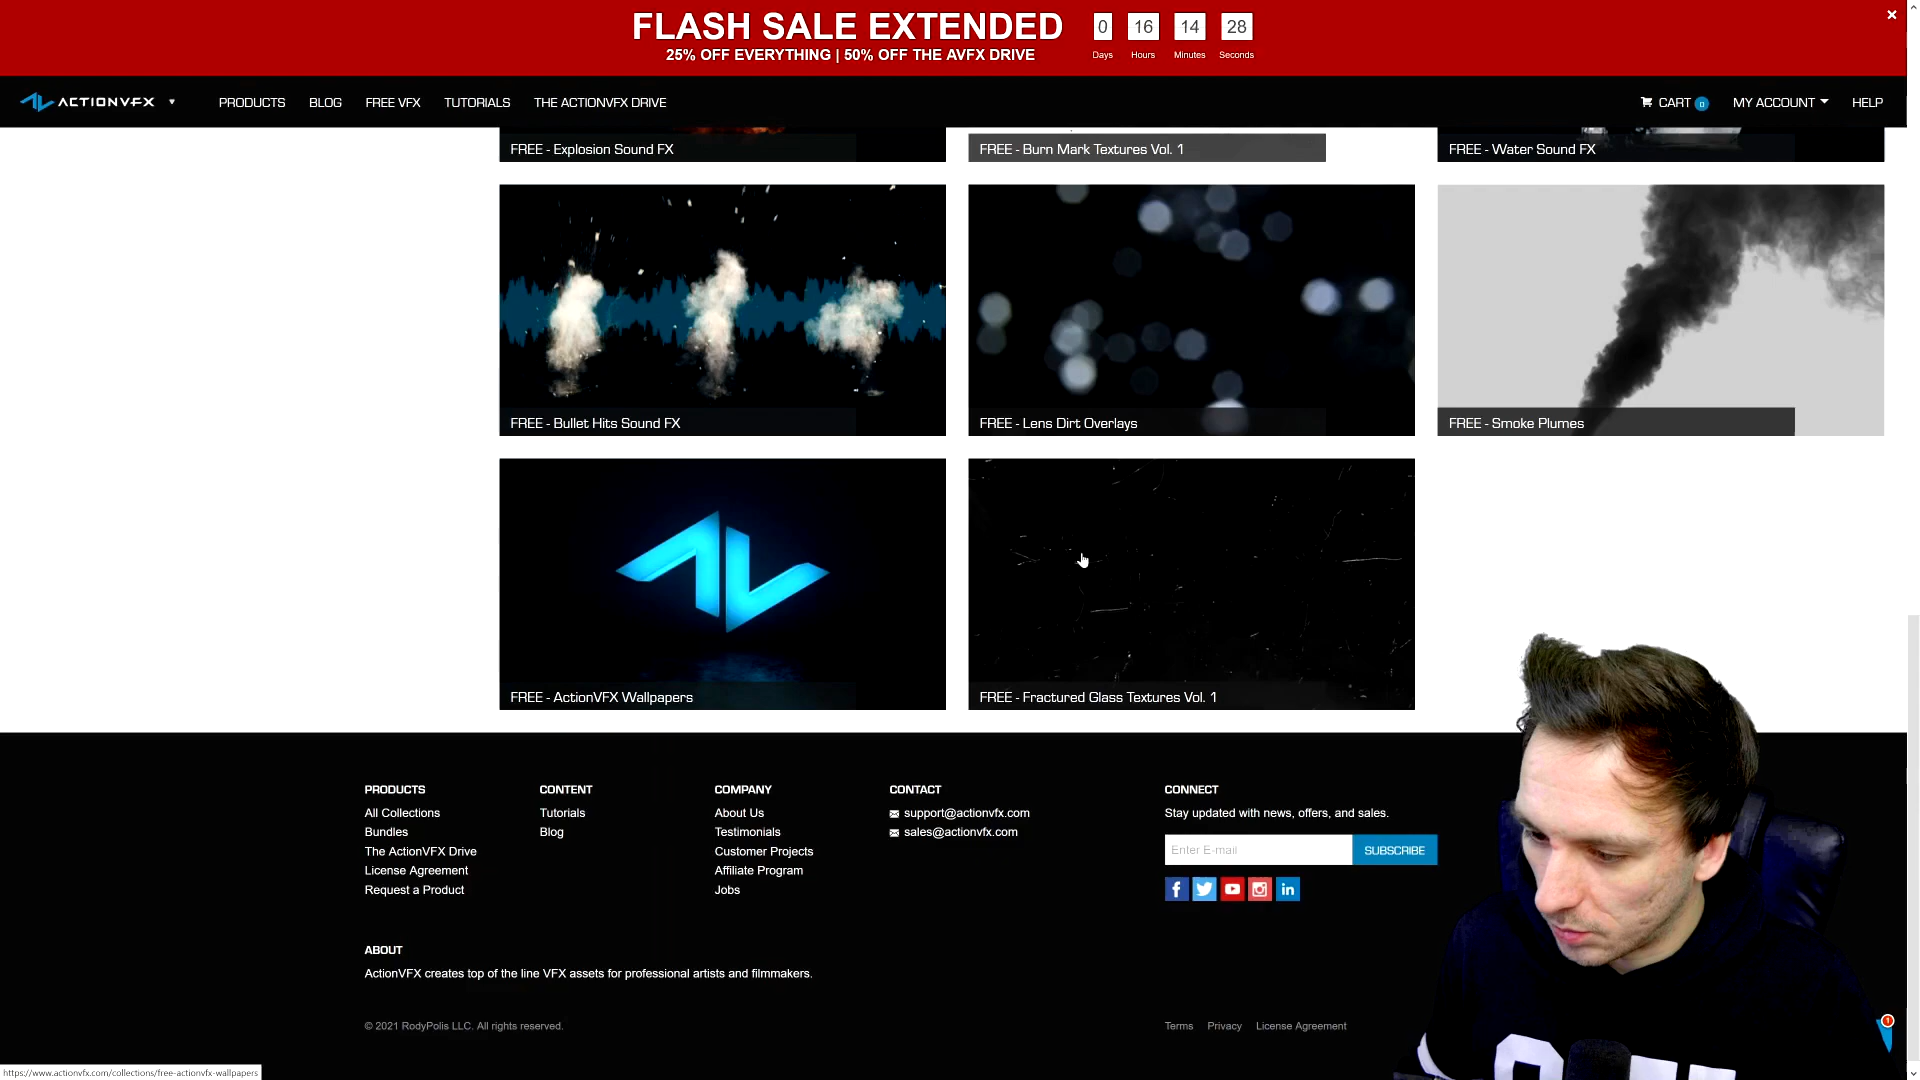 FLASH SALE EXTENDED
25% OFF EVERYTHING | 50% OFF THE AVFX DRIVE
0 16 14 28
Days Hours Minutes Seconds
ACTIONVFX
PRODUCTS BLOG FREE VFX TUTORIALS THE ACTIONVFX DRIVE
CART 0 MY ACCOUNT HELP
FREE - Explosion Sound FX
FREE - Burn Mark Textures Vol. 1
FREE - Water Sound FX
FREE - Bullet Hits Sound FX
FREE - Lens Dirt Overlays
FREE - Smoke Plumes
FREE - ActionVFX Wallpapers
FREE - Fractured Glass Textures Vol. 1
PRODUCTS
All Collections
Bundles
The ActionVFX Drive
License Agreement
Request a Product
CONTENT
Tutorials
Blog
COMPANY
About Us
Testimonials
Customer Projects
Affiliate Program
Jobs
CONTACT
support@actionvfx.com
sales@actionvfx.com
CONNECT
Stay updated with news, offers, and sales.
Enter E-mail SUBSCRIBE
ABOUT
ActionVFX creates top of the line VFX assets for professional artists and filmmakers.
© 2021 RodyPolis LLC. All rights reserved.
Terms Privacy License Agreement
1
https://www.actionvfx.com/collections/free-actionvfx-wallpapers